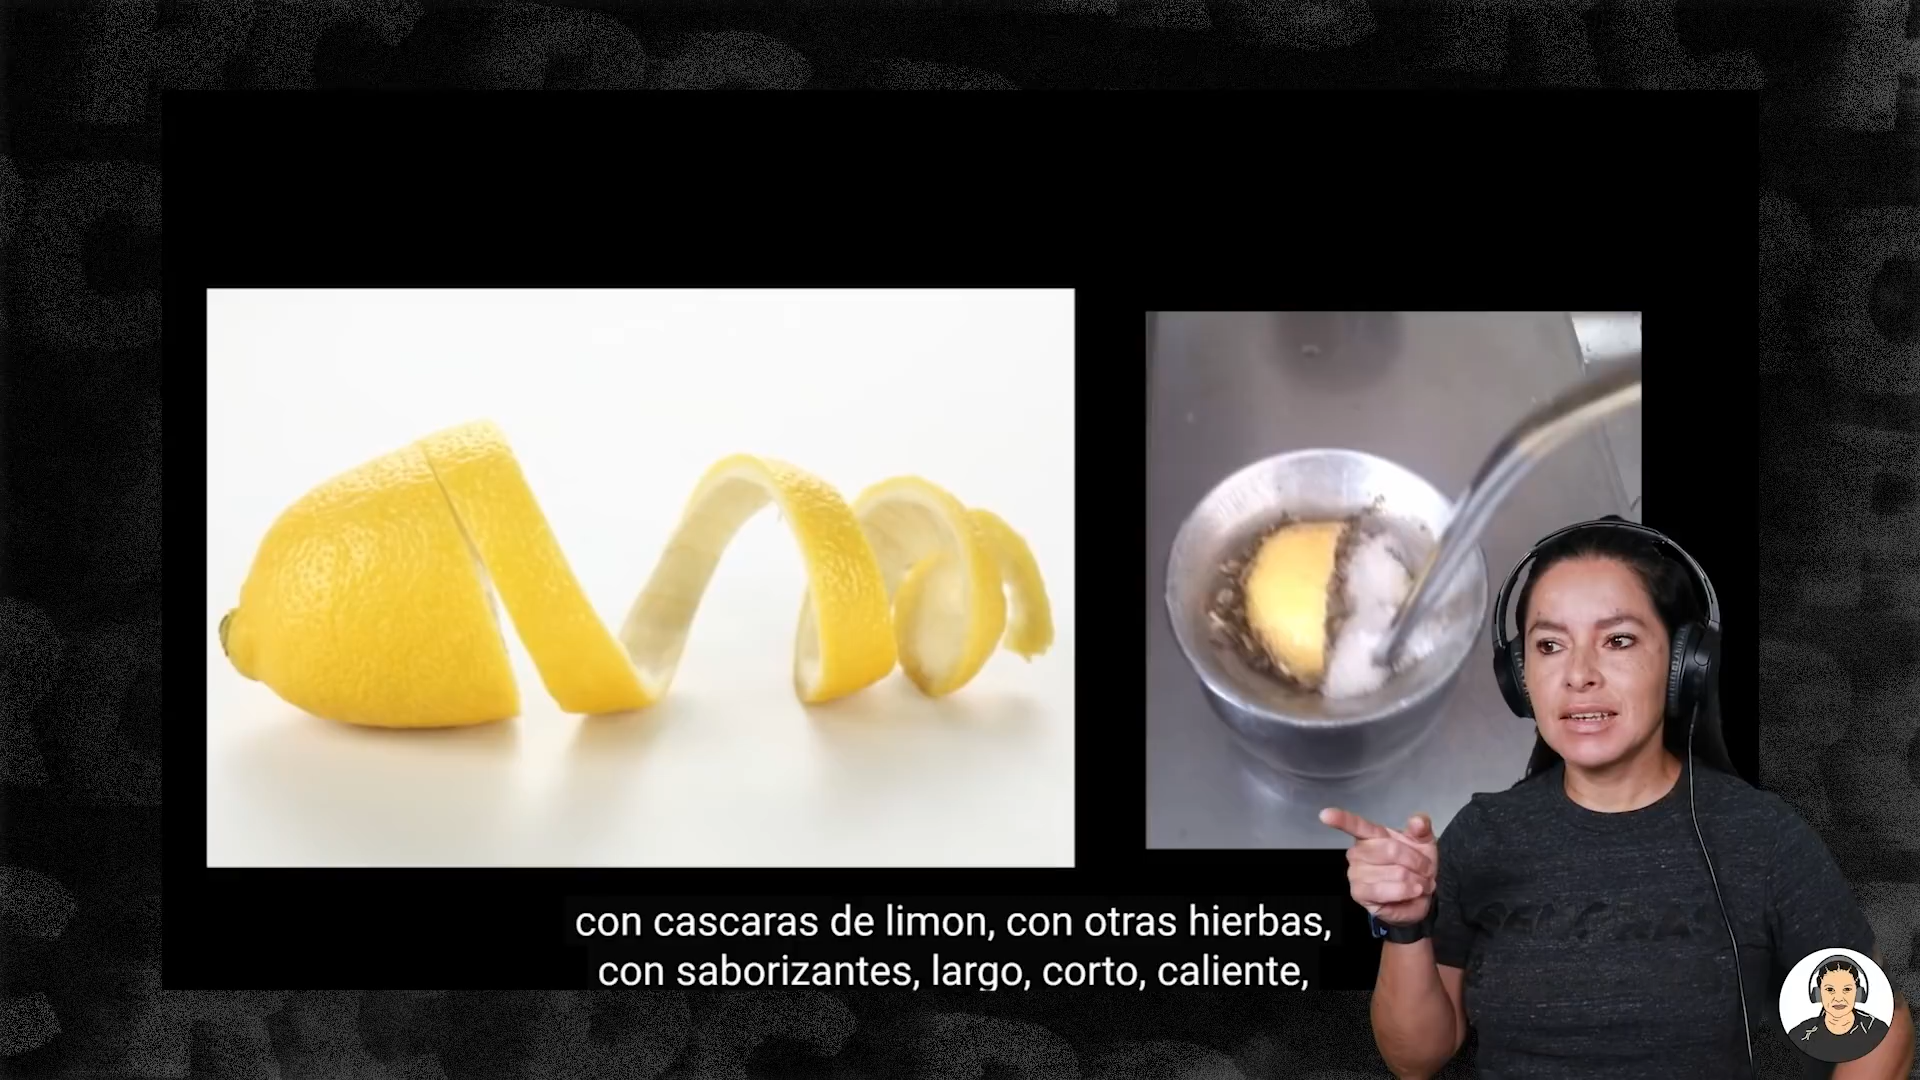 con cascaras de limon, con otras hierbas,
con saborizantes, largo, corto, caliente,